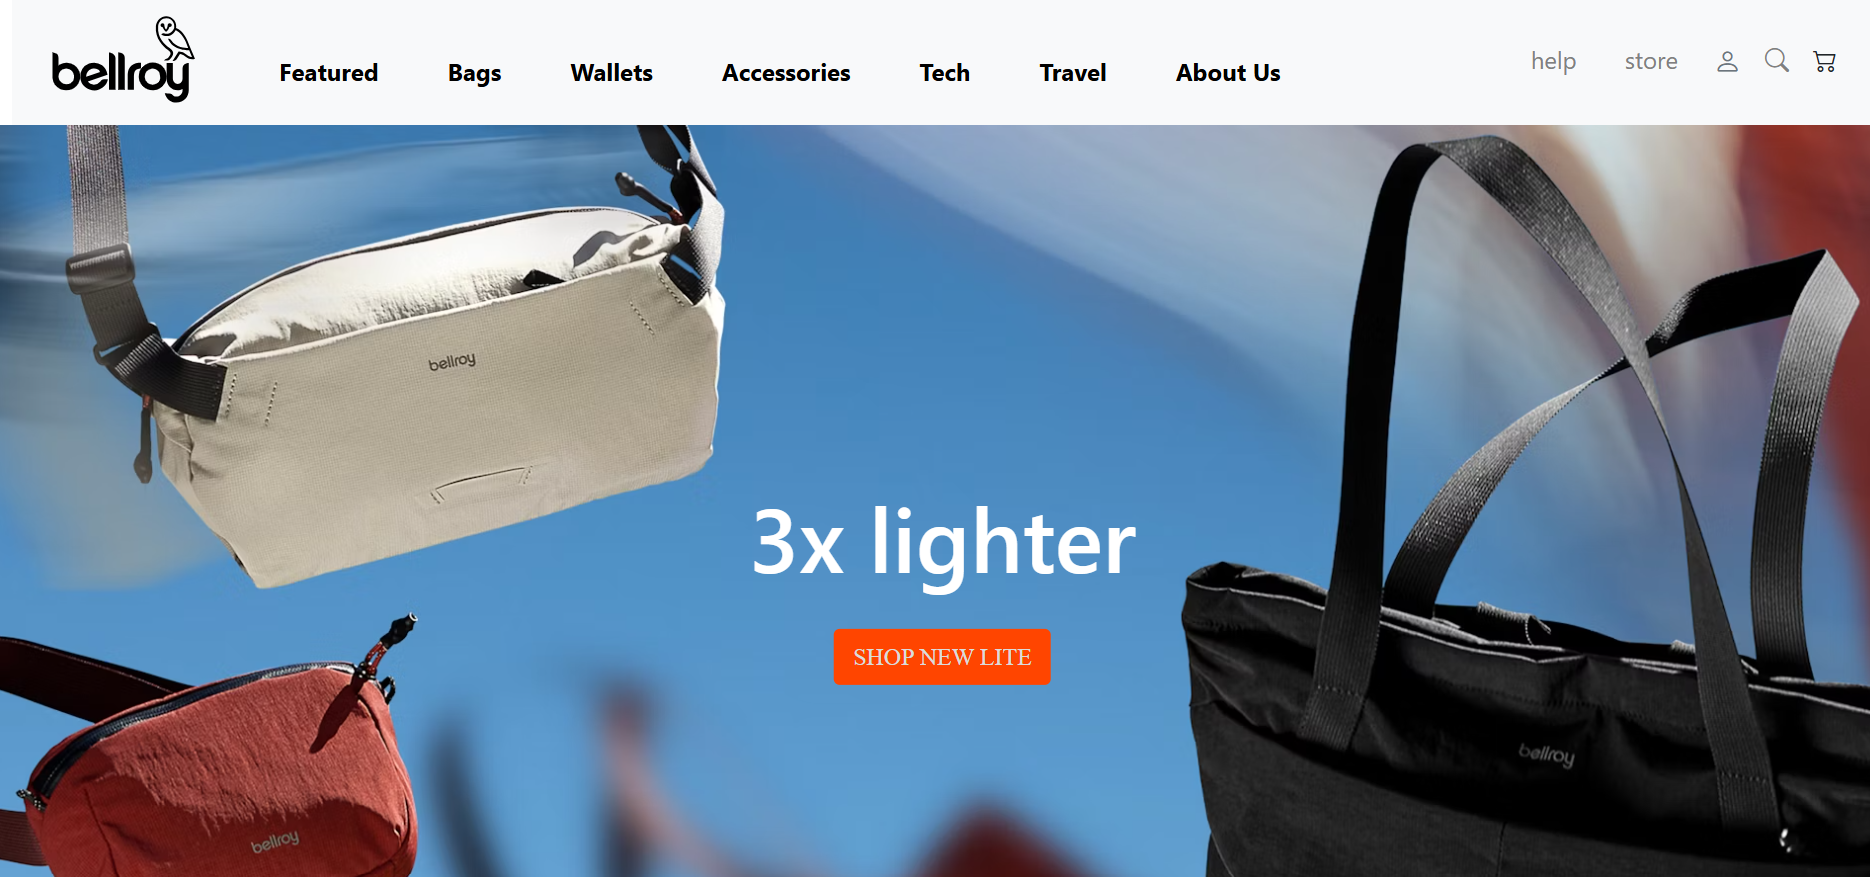 bellroy
Featured Bags Wallets Accessories Tech Travel About Us
help store
bellroy
3x lighter
SHOP NEW LITE
bellroy
bellroy